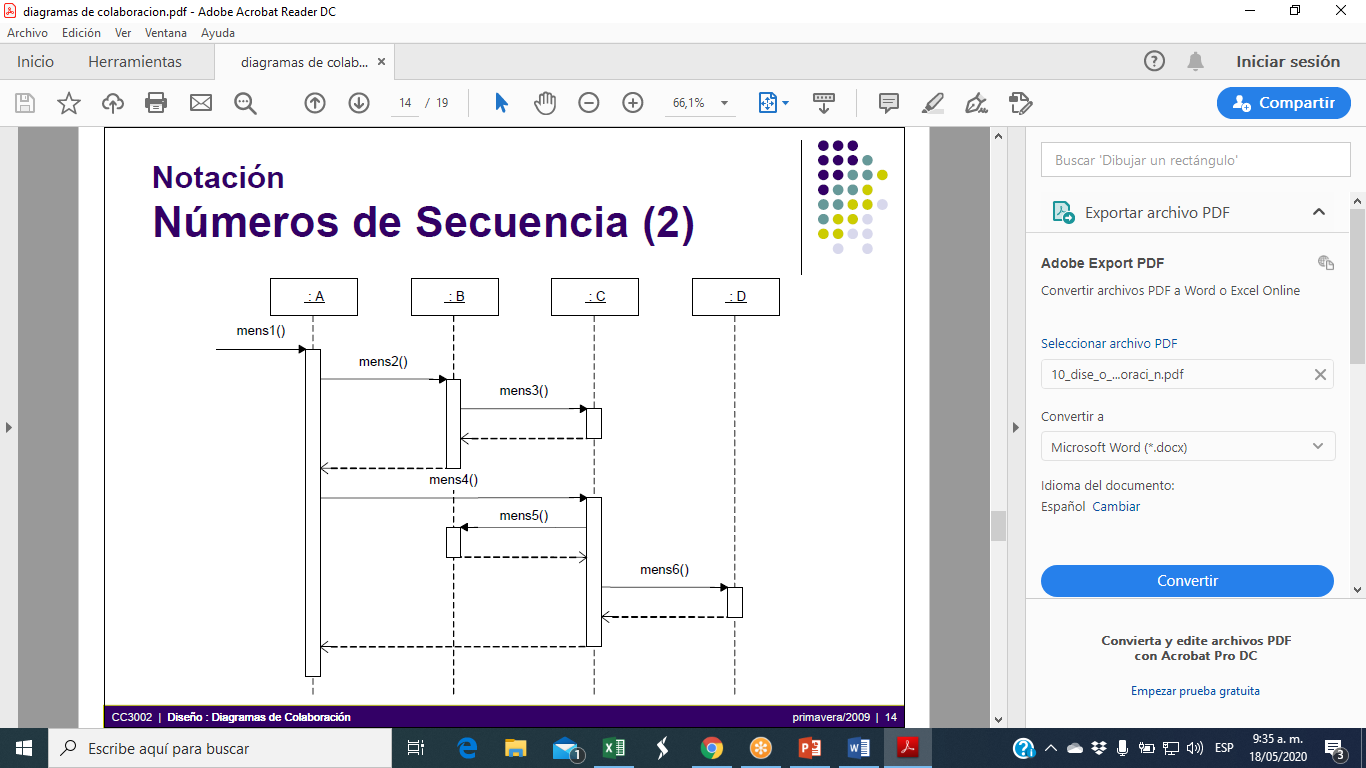 diagramas de colaboracion.pdf - Adobe Acrobat Reader DC
Archivo Edición Ver Ventana Ayuda
Inicio Herramientas diagramas de colab... × Iniciar sesión
14 / 19 66,1% Compartir
Notación
Números de Secuencia (2)
: A : B : C : D
mens1()
mens2()
mens3()
mens4()
mens5()
mens6()
CC3002 | Diseño : Diagramas de Colaboración primavera/2009 | 14
Buscar 'Dibujar un rectángulo'
Exportar archivo PDF
Adobe Export PDF
Convertir archivos PDF a Word o Excel Online
Seleccionar archivo PDF
10_dise_o_...oraci_n.pdf
Convertir a
Microsoft Word (*.docx)
Idioma del documento:
Español Cambiar
Convertir
Convierta y edite archivos PDF
con Acrobat Pro DC
Empezar prueba gratuita
Escribe aquí para buscar
1
ESP
9:35 a. m.
18/05/2020
3